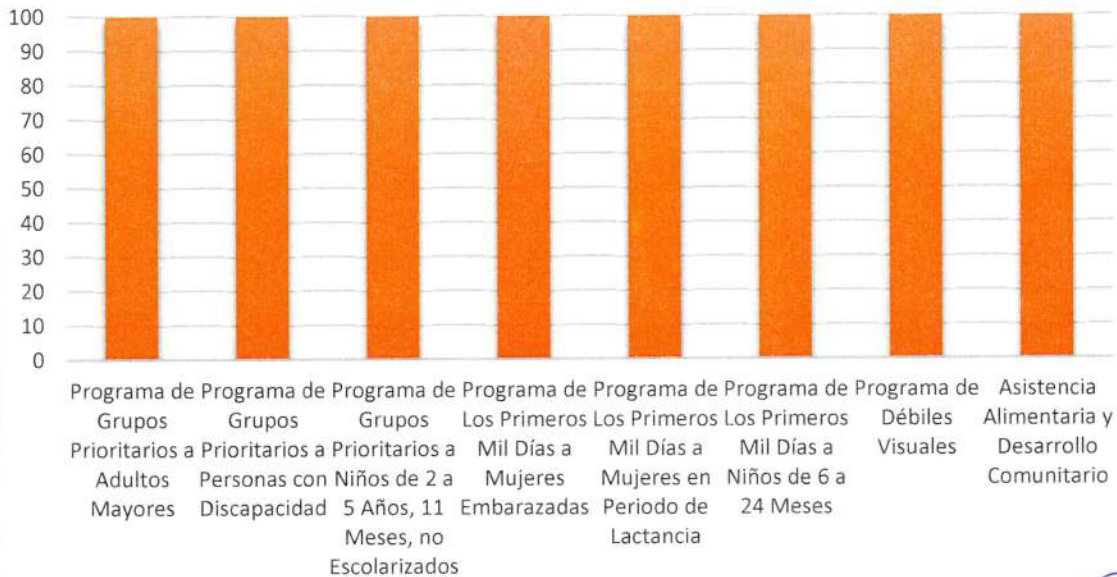 100
90
80
70
60
50
40
30
20
10
0
Programa de
Grupos
Prioritarios a
Adultos
Mayores
Programa de
Grupos
Prioritarios a
Personas con
Discapacidad
Programa de
Grupos
Prioritarios a
Niños de 2 a
5 Años, 11
Meses, no
Escolarizados
Programa de
Los Primeros
Mil Días a
Mujeres
Embarazadas
Programa de
Los Primeros
Mil Días a
Mujeres en
Periodo de
Lactancia
Programa de
Los Primeros
Mil Días a
Niños de 6 a
24 Meses
Programa de
Débiles
Visuales
Asistencia
Alimentaria y
Desarrollo
Comunitario